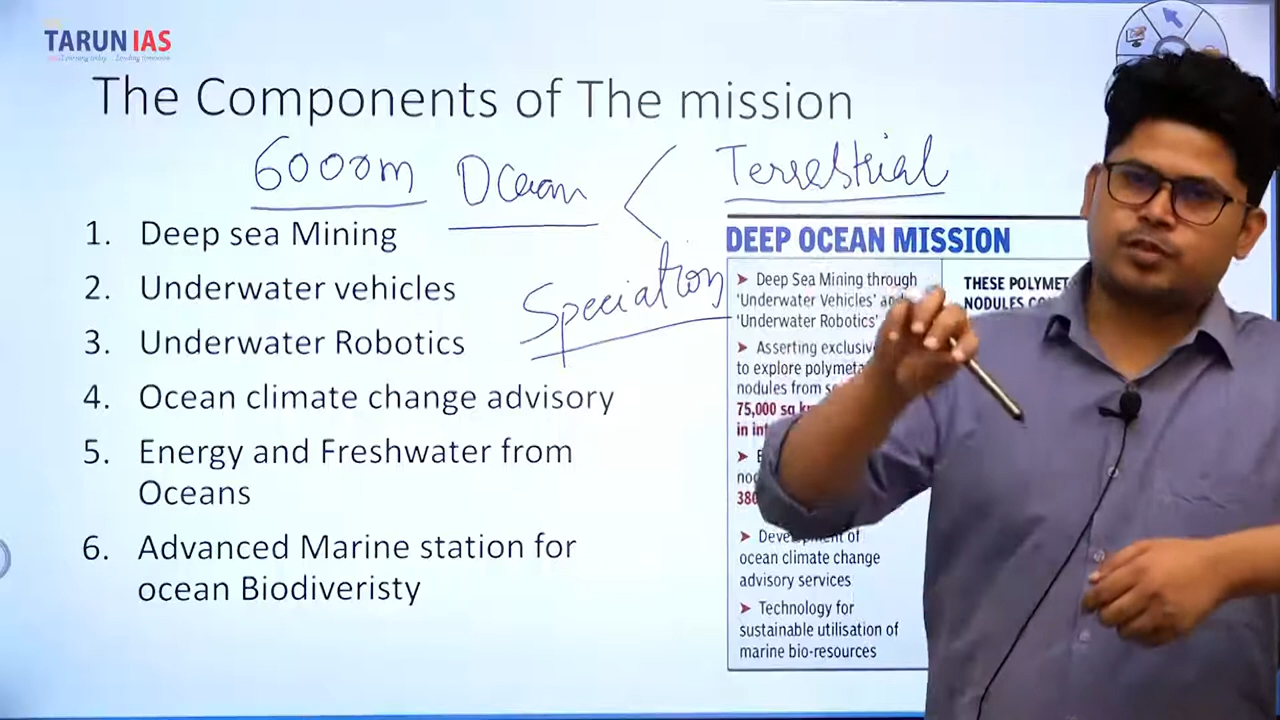 TARUN IAS
The Components of The mission
6000m Ocean < Terrestrial
Speciation
1. Deep sea Mining
2. Underwater vehicles
3. Underwater Robotics
4. Ocean climate change advisory
5. Energy and Freshwater from
Oceans
6. Advanced Marine station for
ocean Biodiveristy
DEEP OCEAN MISSION
➤ Deep Sea Mining through
'Underwater Vehicles' and
'Underwater Robotics'
➤ Asserting
to explore
nodules from
75,000 sq
in
380
➤ Development of
ocean climate change
advisory services
➤ Technology for
sustainable utilisation of
marine bio-resources
THESE
NODULES